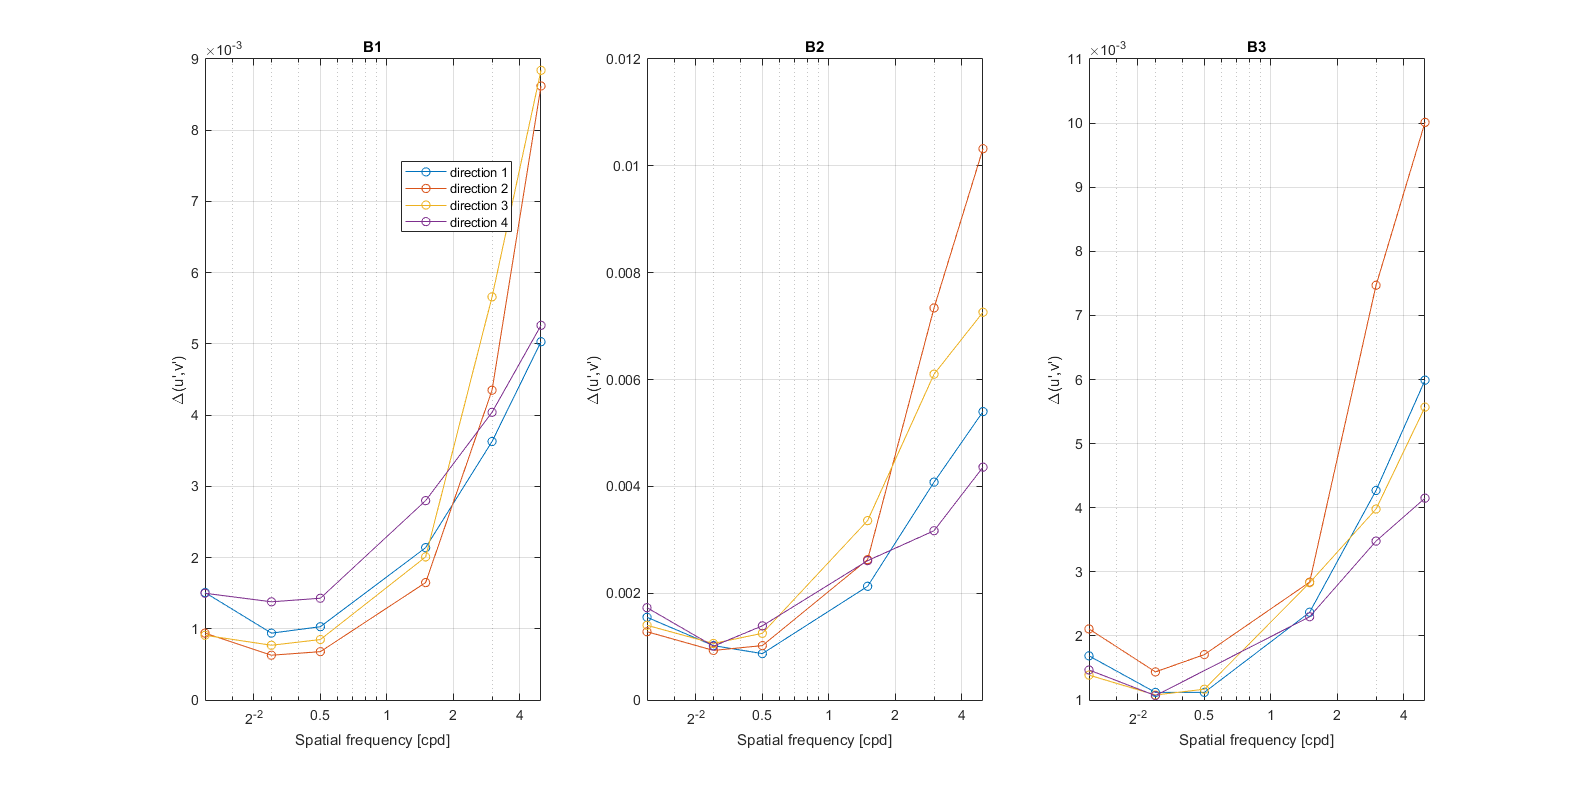 B1
×10⁻³
9
8
7
6
5
4
3
2
1
0
Δ(u',v')
direction 1
direction 2
direction 3
direction 4
2⁻² 0.5 1 2 4
Spatial frequency [cpd]
B2
0.012
0.01
0.008
0.006
0.004
0.002
0
Δ(u',v')
2⁻² 0.5 1 2 4
Spatial frequency [cpd]
B3
×10⁻³
11
10
9
8
7
6
5
4
3
2
1
Δ(u',v')
2⁻² 0.5 1 2 4
Spatial frequency [cpd]